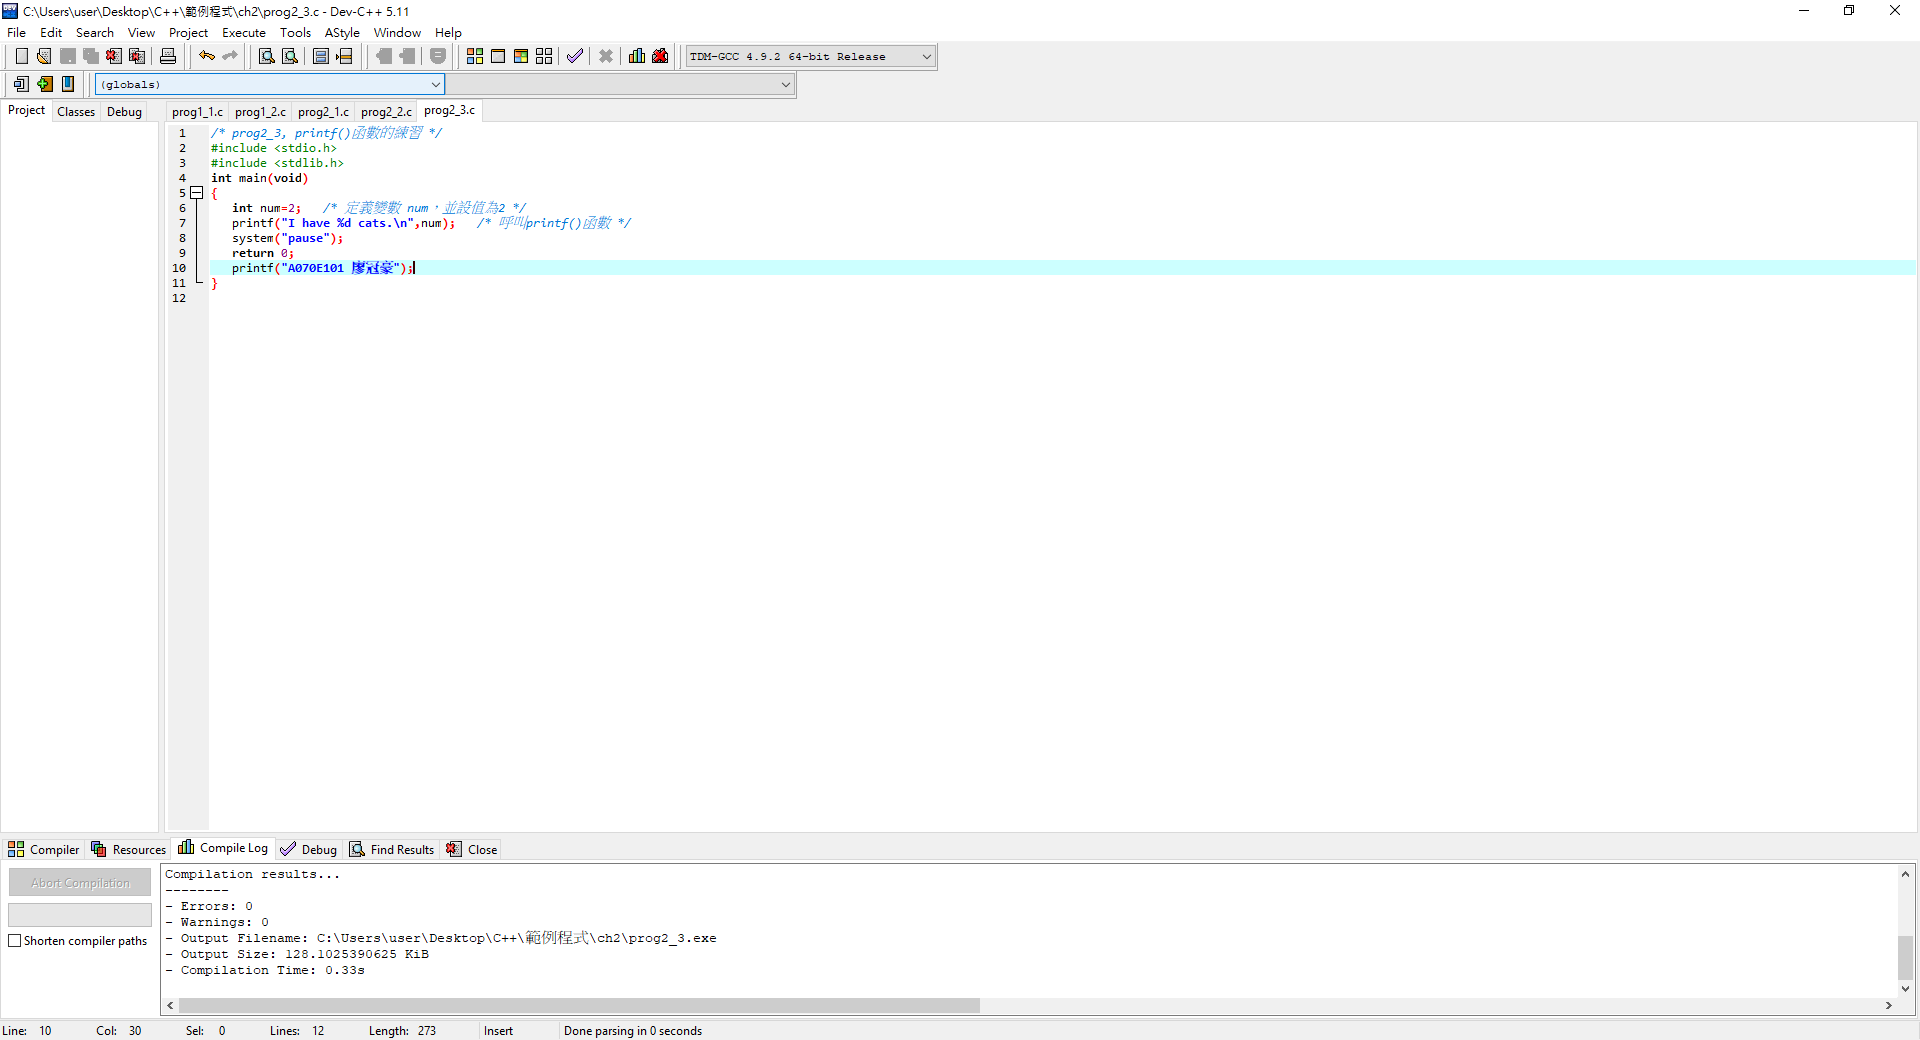 C:\Users\user\Desktop\C++\範例程式\ch2\prog2_3.c - Dev-C++ 5.11
File Edit Search View Project Execute Tools AStyle Window Help
TDM-GCC 4.9.2 64-bit Release
(globals)
Project Classes Debug prog1_1.c prog1_2.c prog2_1.c prog2_2.c prog2_3.c
1 /* prog2_3, printf()函數的練習 */
2 #include <stdio.h>
3 #include <stdlib.h>
4 int main(void)
5 {
6 int num=2; /* 定義變數 num，並設值為2 */
7 printf("I have %d cats.\n",num); /* 呼叫printf()函數 */
8 system("pause");
9 return 0;
10 printf("A070E101 廖冠豪");
11 }
12
Compiler Resources Compile Log Debug Find Results Close
Abort Compilation
Shorten compiler paths
Compilation results...
--------
- Errors: 0
- Warnings: 0
- Output Filename: C:\Users\user\Desktop\C++\範例程式\ch2\prog2_3.exe
- Output Size: 128.1025390625 KiB
- Compilation Time: 0.33s
Line: 10 Col: 30 Sel: 0 Lines: 12 Length: 273 Insert Done parsing in 0 seconds